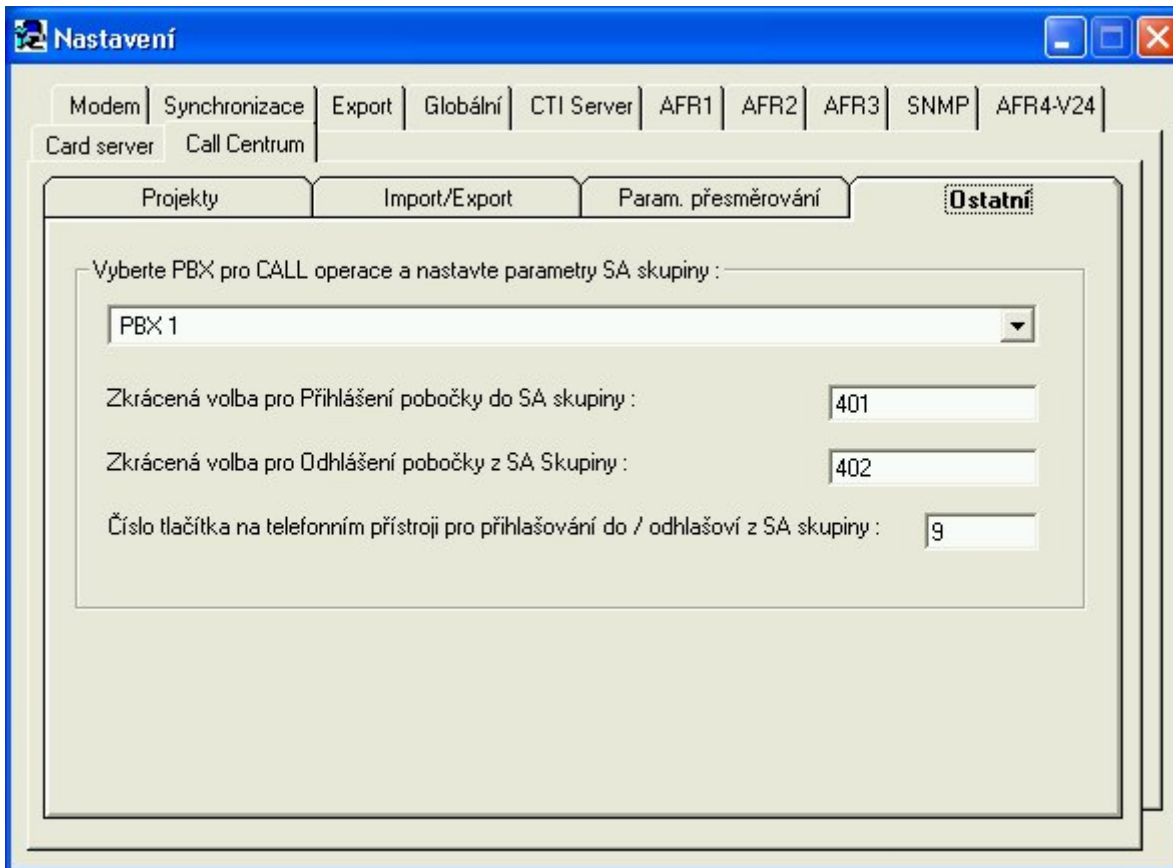 Nastavení
Modem Synchronizace Export Globální CTI Server AFR1 AFR2 AFR3 SNMP AFR4-V24
Card server Call Centrum
Projekty Import/Export Param. přesměrování Ostatní
Vyberte PBX pro CALL operace a nastavte parametry SA skupiny :
PBX 1
Zkrácená volba pro Přihlášení pobočky do SA skupiny : 401
Zkrácená volba pro Odhlášení pobočky z SA Skupiny : 402
Číslo tlačítka na telefonním přístroji pro přihlašování do / odhlašoví z SA skupiny : 9